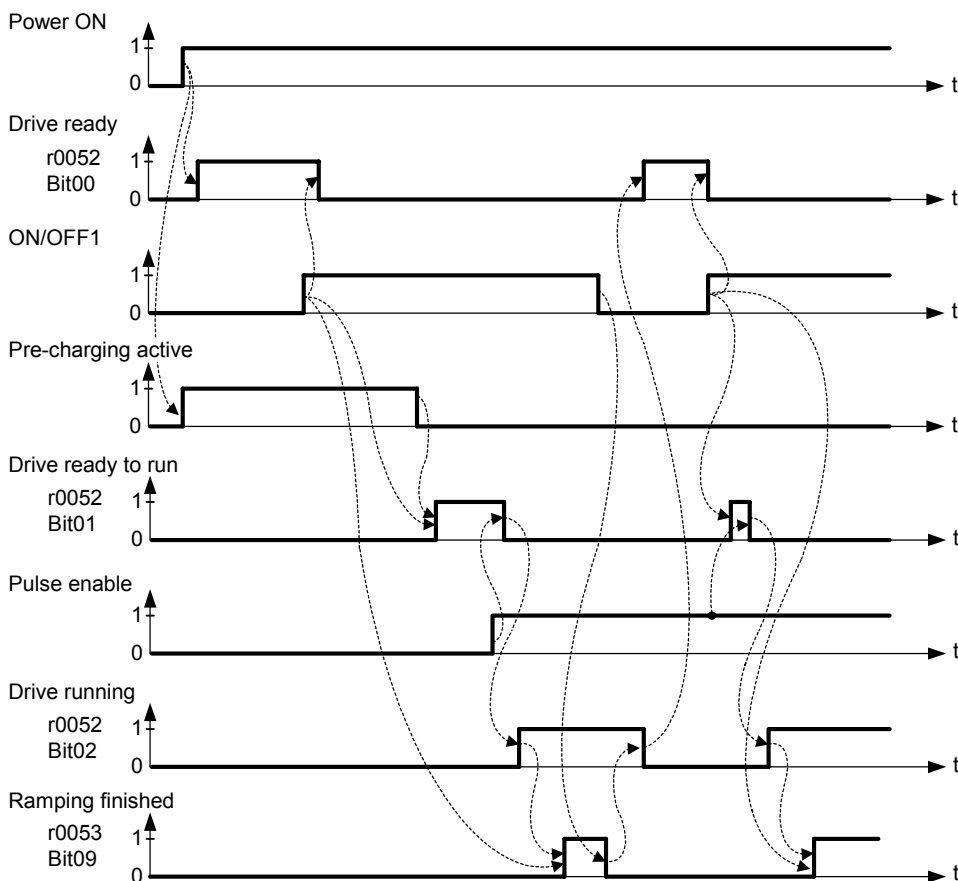 Power ON
1
0
t
Drive ready
r0052
Bit00
1
0
t
ON/OFF1
1
0
t
Pre-charging active
1
0
t
Drive ready to run
r0052
Bit01
1
0
t
Pulse enable
1
0
t
Drive running
r0052
Bit02
1
0
t
Ramping finished
r0053
Bit09
1
0
t